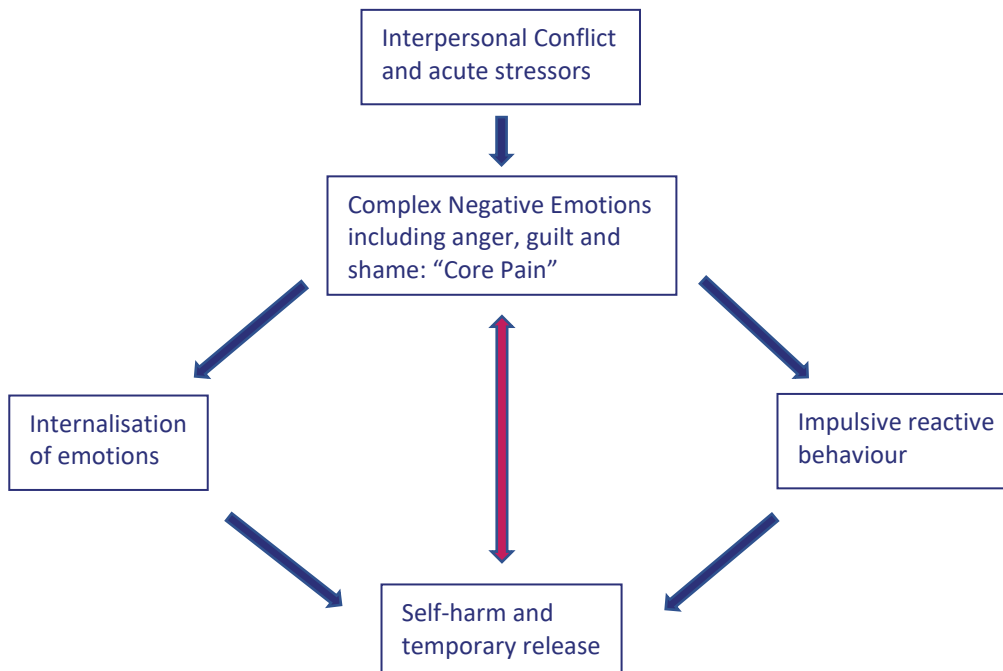 Interpersonal Conflict
and acute stressors
Complex Negative Emotions
including anger, guilt and
shame: “Core Pain”
Internalisation
of emotions
Impulsive reactive
behaviour
Self-harm and
temporary release